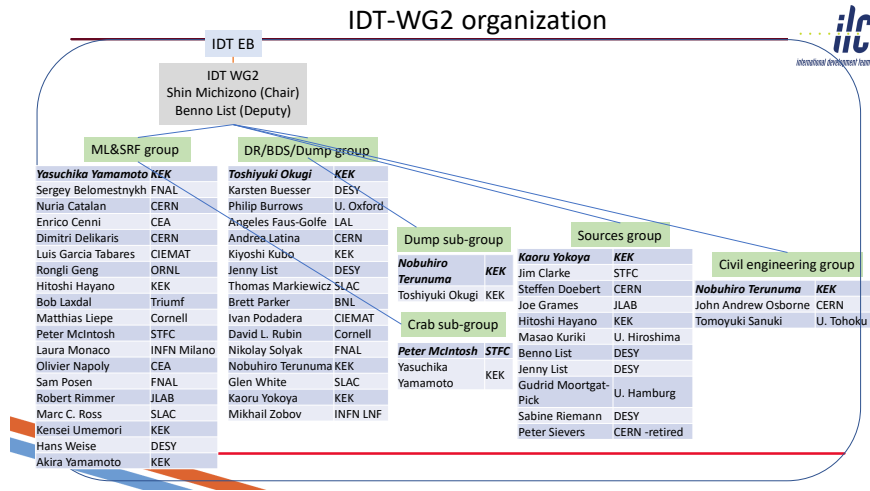 IDT-WG2 organization
ilc
international development team
IDT EB
IDT WG2
Shin Michizono (Chair)
Benno List (Deputy)
ML&SRF group
Yasuchika Yamamoto KEK
Sergey Belomestnykh FNAL
Nuria Catalan CERN
Enrico Cenni CEA
Dimitri Delikaris CERN
Luis Garcia Tabares CIEMAT
Rongli Geng ORNL
Hitoshi Hayano KEK
Bob Laxdal Triumf
Matthias Liepe Cornell
Peter McIntosh STFC
Laura Monaco INFN Milano
Olivier Napoly CEA
Sam Posen FNAL
Robert Rimmer JLAB
Marc C. Ross SLAC
Kensei Umemori KEK
Hans Weise DESY
Akira Yamamoto KEK
DR/BDS/Dump group
Toshiyuki Okugi KEK
Karsten Buesser DESY
Philip Burrows U. Oxford
Angeles Faus-Golfe LAL
Andrea Latina CERN
Kiyoshi Kubo KEK
Jenny List DESY
Thomas Markiewicz SLAC
Brett Parker BNL
Ivan Podadera CIEMAT
David L. Rubin Cornell
Nikolay Solyak FNAL
Nobuhiro Terunuma KEK
Glen White SLAC
Kaoru Yokoya KEK
Mikhail Zobov INFN LNF
Dump sub-group
Nobuhiro
Terunuma KEK
Toshiyuki Okugi KEK
Crab sub-group
Peter McIntosh STFC
Yasuchika
Yamamoto KEK
Sources group
Kaoru Yokoya KEK
Jim Clarke STFC
Steffen Doebert CERN
Joe Grames JLAB
Hitoshi Hayano KEK
Masao Kuriki U. Hiroshima
Benno List DESY
Jenny List DESY
Gudrid Moortgat-
Pick U. Hamburg
Sabine Riemann DESY
Peter Sievers CERN -retired
Civil engineering group
Nobuhiro Terunuma KEK
John Andrew Osborne CERN
Tomoyuki Sanuki U. Tohoku